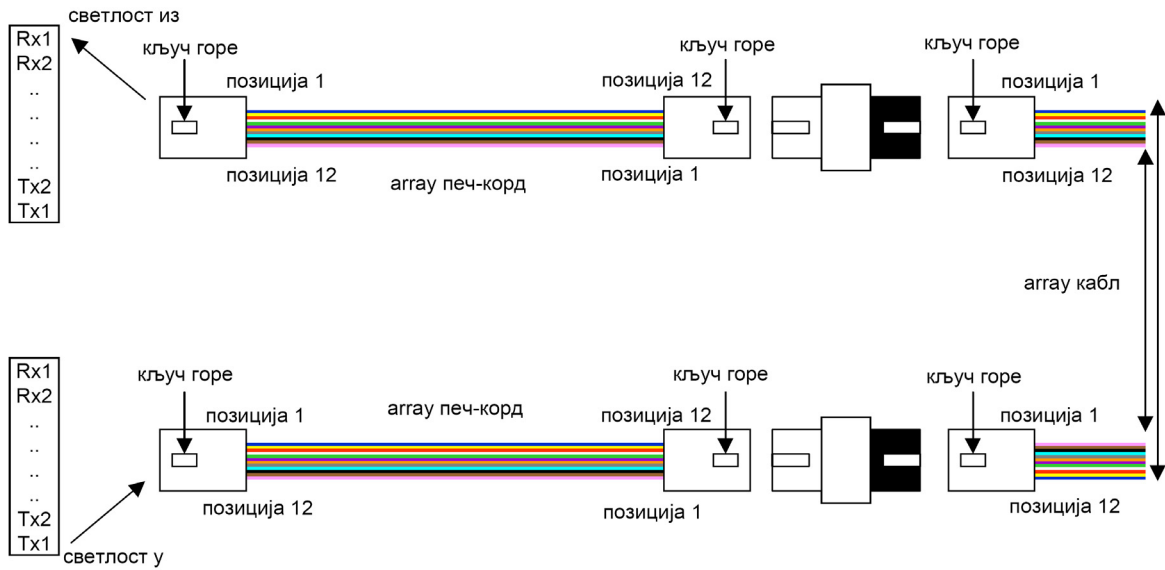 светлост из
Rx1
Rx2
..
..
..
..
Tx2
Tx1
кључ горе
позиција 1
позиција 12
array печ-корд
кључ горе
позиција 12
позиција 1
кључ горе
позиција 1
позиција 12
array кабл
Rx1
Rx2
..
..
..
..
Tx2
Tx1
светлост у
кључ горе
позиција 1
позиција 12
array печ-корд
кључ горе
позиција 12
позиција 1
кључ горе
позиција 1
позиција 12